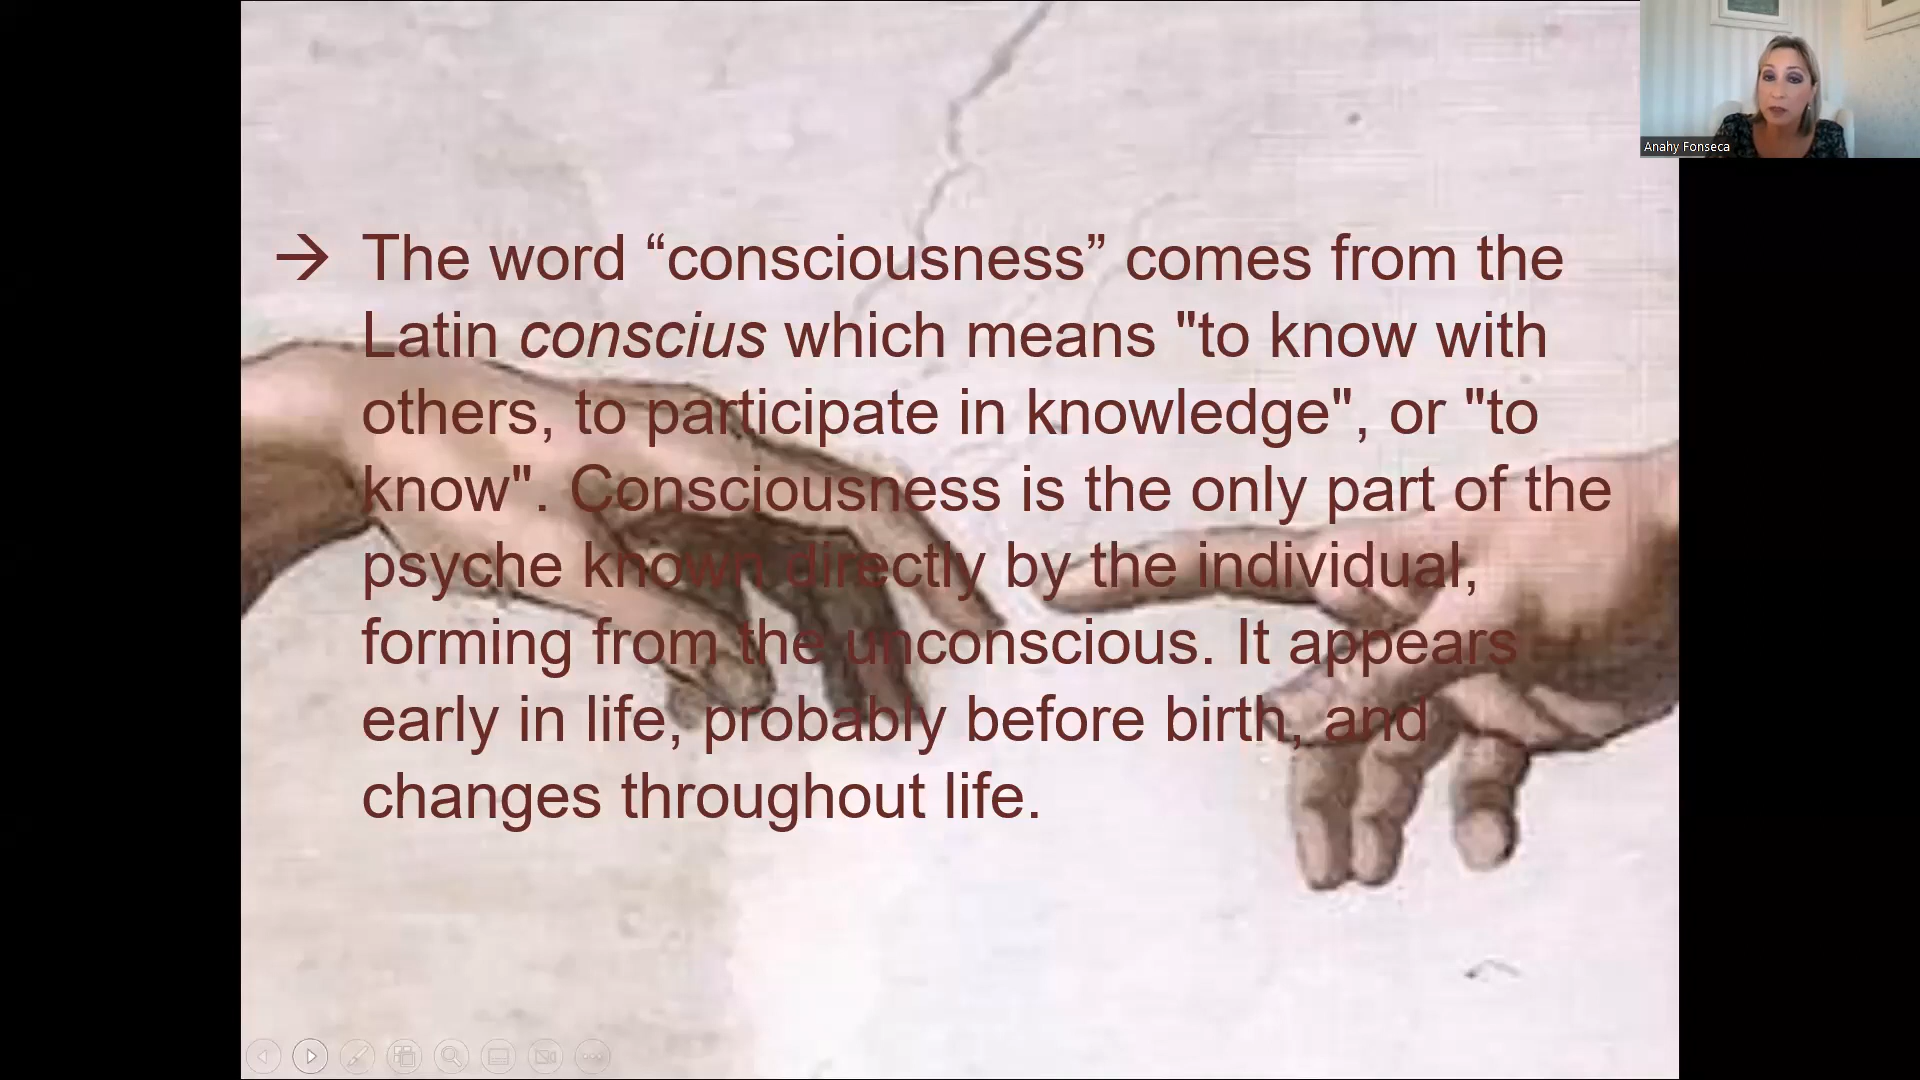 Anahy Fonseca
→ The word “consciousness” comes from the
Latin conscius which means "to know with
others, to participate in knowledge", or "to
know". Consciousness is the only part of the
psyche known directly by the individual,
forming from the unconscious. It appears
early in life, probably before birth, and
changes throughout life.